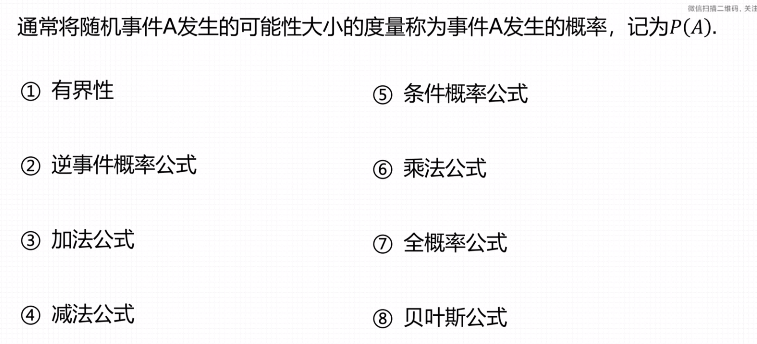 微信扫描二维码，关注
通常将随机事件A发生的可能性大小的度量称为事件A发生的概率，记为P(A).
① 有界性
② 逆事件概率公式
③ 加法公式
④ 减法公式
⑤ 条件概率公式
⑥ 乘法公式
⑦ 全概率公式
⑧ 贝叶斯公式